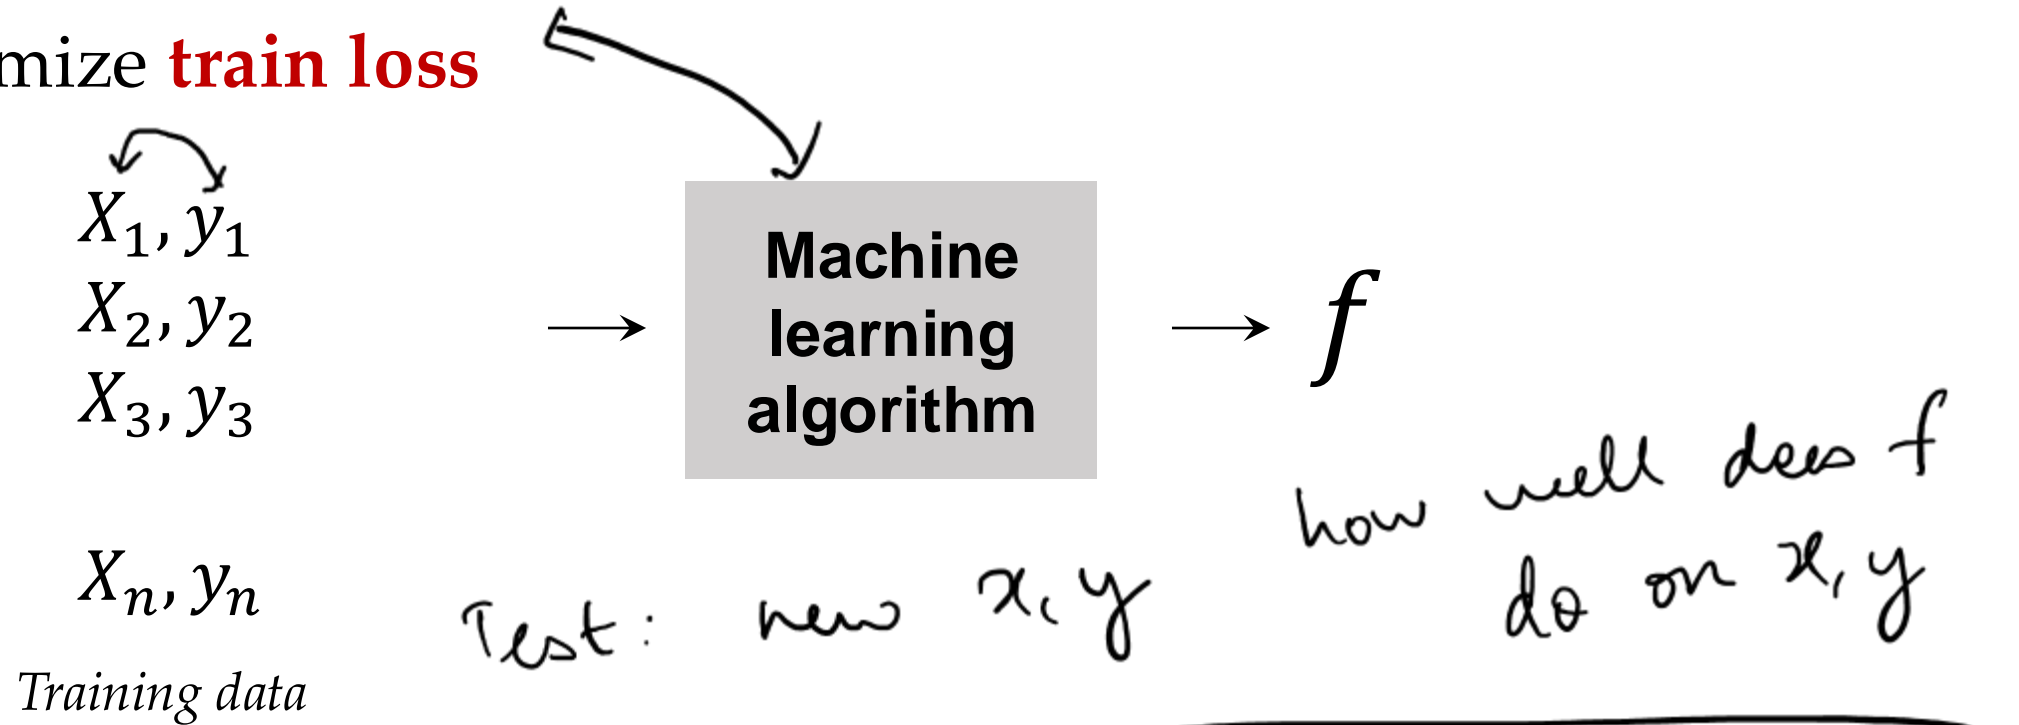 mize train loss
X₁, y₁
X₂, y₂
X₃, y₃
Xₙ, yₙ
Training data
Machine
learning
algorithm
f
how well does f
do on x, y
Test: new x, y